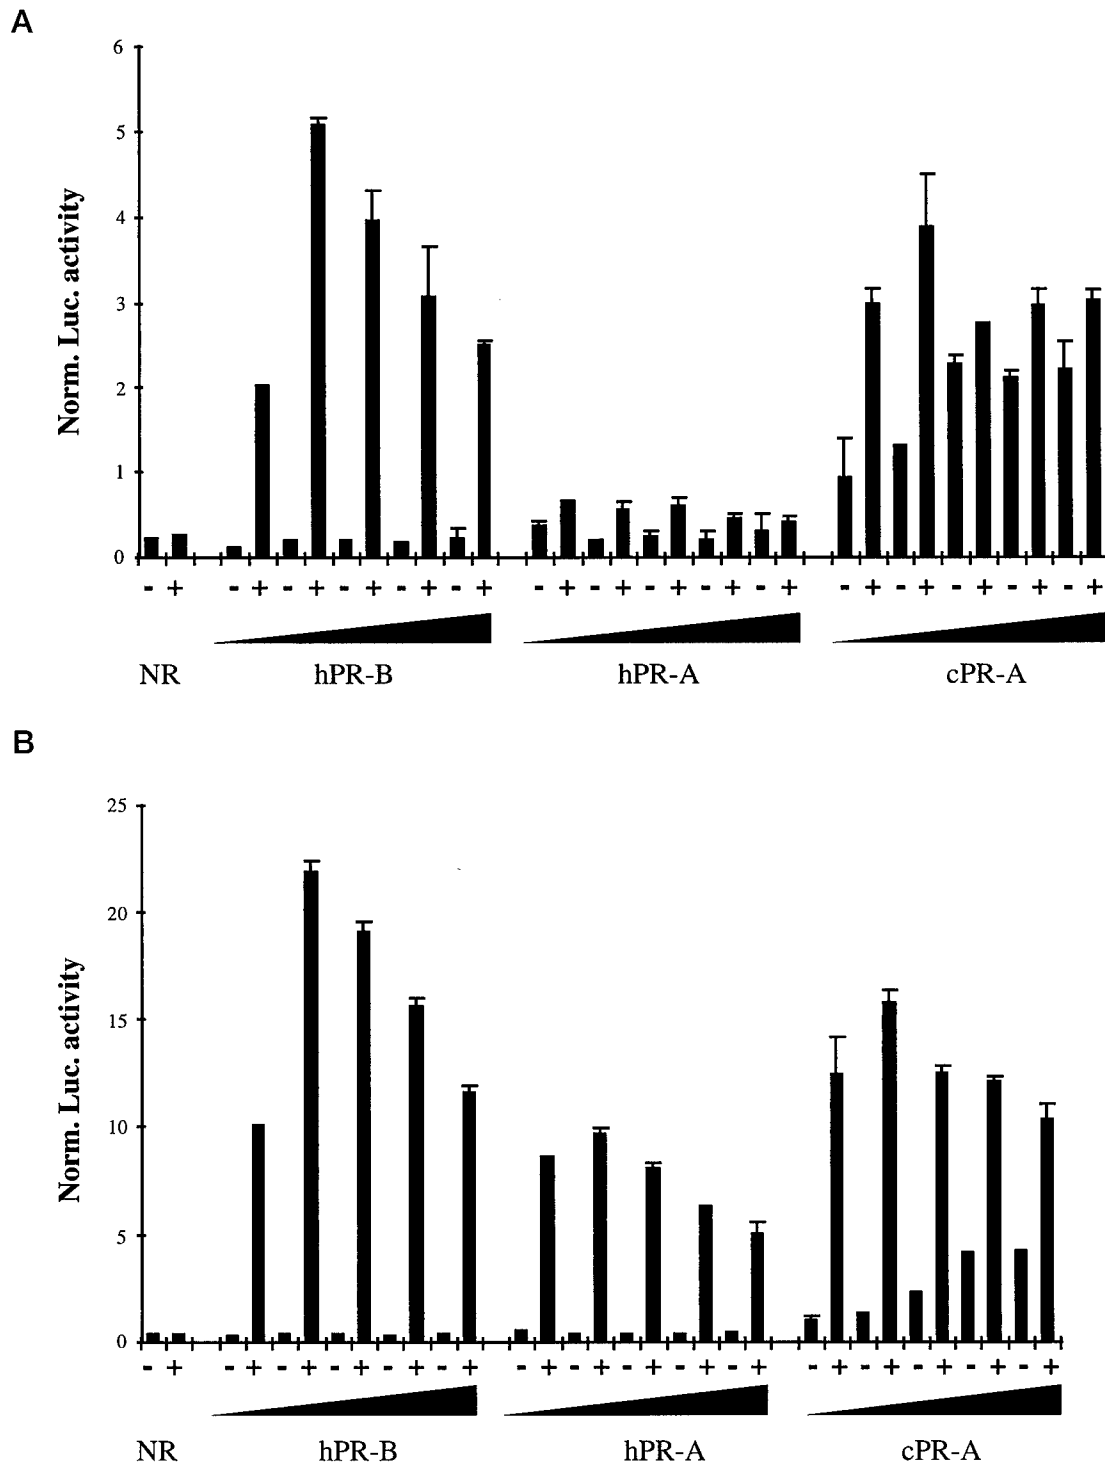 A
6
5
4
3
2
1
0
Norm. Luc. activity
- + - + - + - + - + - + - + - + - + - + - + - + - + - + - + - +
NR hPR-B hPR-A cPR-A
B
25
20
15
10
5
0
Norm. Luc. activity
- + - + - + - + - + - + - + - + - + - + - + - + - + - + - + - +
NR hPR-B hPR-A cPR-A